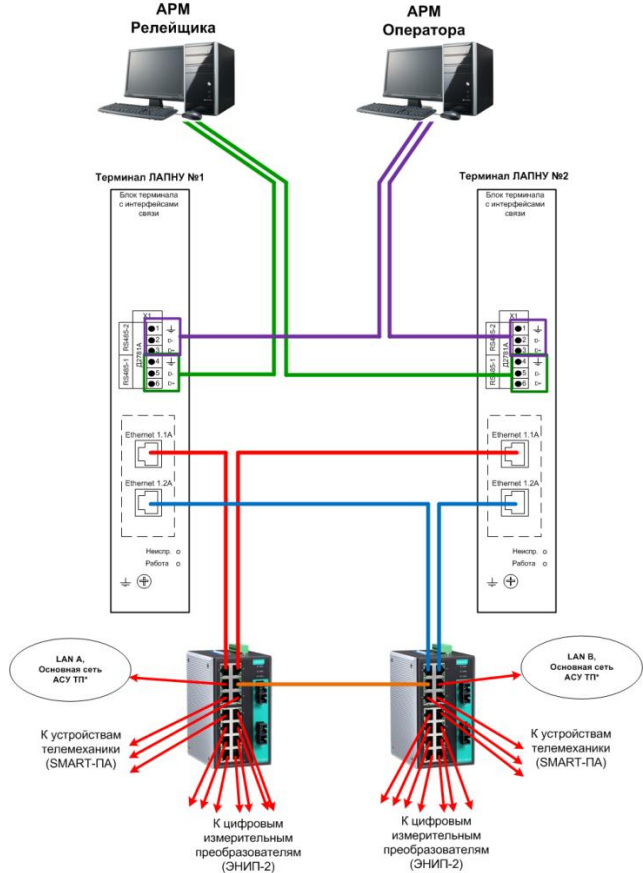 АРМ
Релейщика
АРМ
Оператора
Терминал ЛАПНУ №1
Блок терминала
с интерфейсами
связи
X1
RS485-2
RS485-1
Д2781А
1
2
3
4
5
6
D-
D+
D-
D+
Ethernet 1.1A
Ethernet 1.2A
Неиспр.
Работа
Терминал ЛАПНУ №2
Блок терминала
с интерфейсами
связи
X1
RS485-2
RS485-1
Д2781А
1
2
3
4
5
6
D-
D+
D-
D+
Ethernet 1.1A
Ethernet 1.2A
Неиспр.
Работа
LAN A,
Основная сеть
АСУ ТП*
LAN B,
Основная сеть
АСУ ТП*
К устройствам
телемеханики
(SMART-ПА)
К устройствам
телемеханики
(SMART-ПА)
К цифровым
измерительным
преобразователям
(ЭНИП-2)
К цифровым
измерительным
преобразователям
(ЭНИП-2)